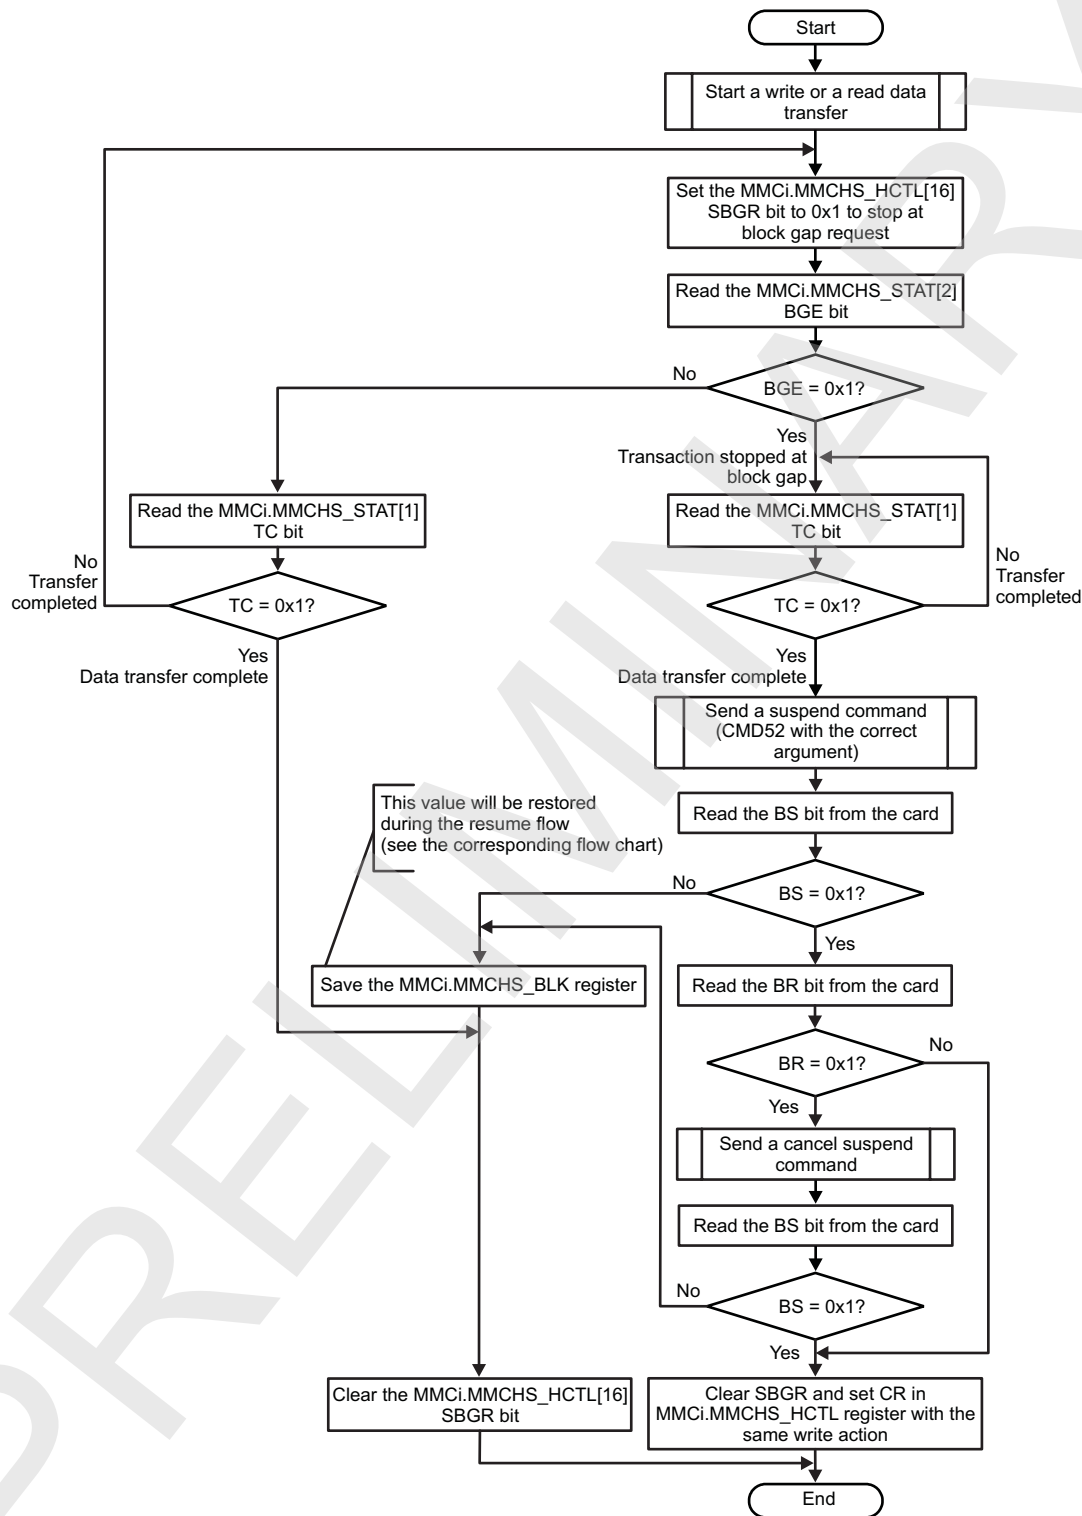 Start
Start a write or a read data
transfer
Set the MMCi.MMCHS_HCTL[16]
SBGR bit to 0x1 to stop at
block gap request
Read the MMCi.MMCHS_STAT[2]
BGE bit
No
BGE = 0x1?
Yes
Transaction stopped at
block gap
Read the MMCi.MMCHS_STAT[1]
TC bit
Read the MMCi.MMCHS_STAT[1]
TC bit
No
Transfer
completed
TC = 0x1?
TC = 0x1?
No
Transfer
completed
Yes
Data transfer complete
Yes
Data transfer complete
Send a suspend command
(CMD52 with the correct
argument)
This value will be restored
during the resume flow
(see the corresponding flow chart)
Read the BS bit from the card
No
BS = 0x1?
Yes
Save the MMCi.MMCHS_BLK register
Read the BR bit from the card
BR = 0x1?
No
Yes
Send a cancel suspend
command
Read the BS bit from the card
No
BS = 0x1?
Yes
Clear the MMCi.MMCHS_HCTL[16]
SBGR bit
Clear SBGR and set CR in
MMCi.MMCHS_HCTL register with the
same write action
End
PRELIMINARY